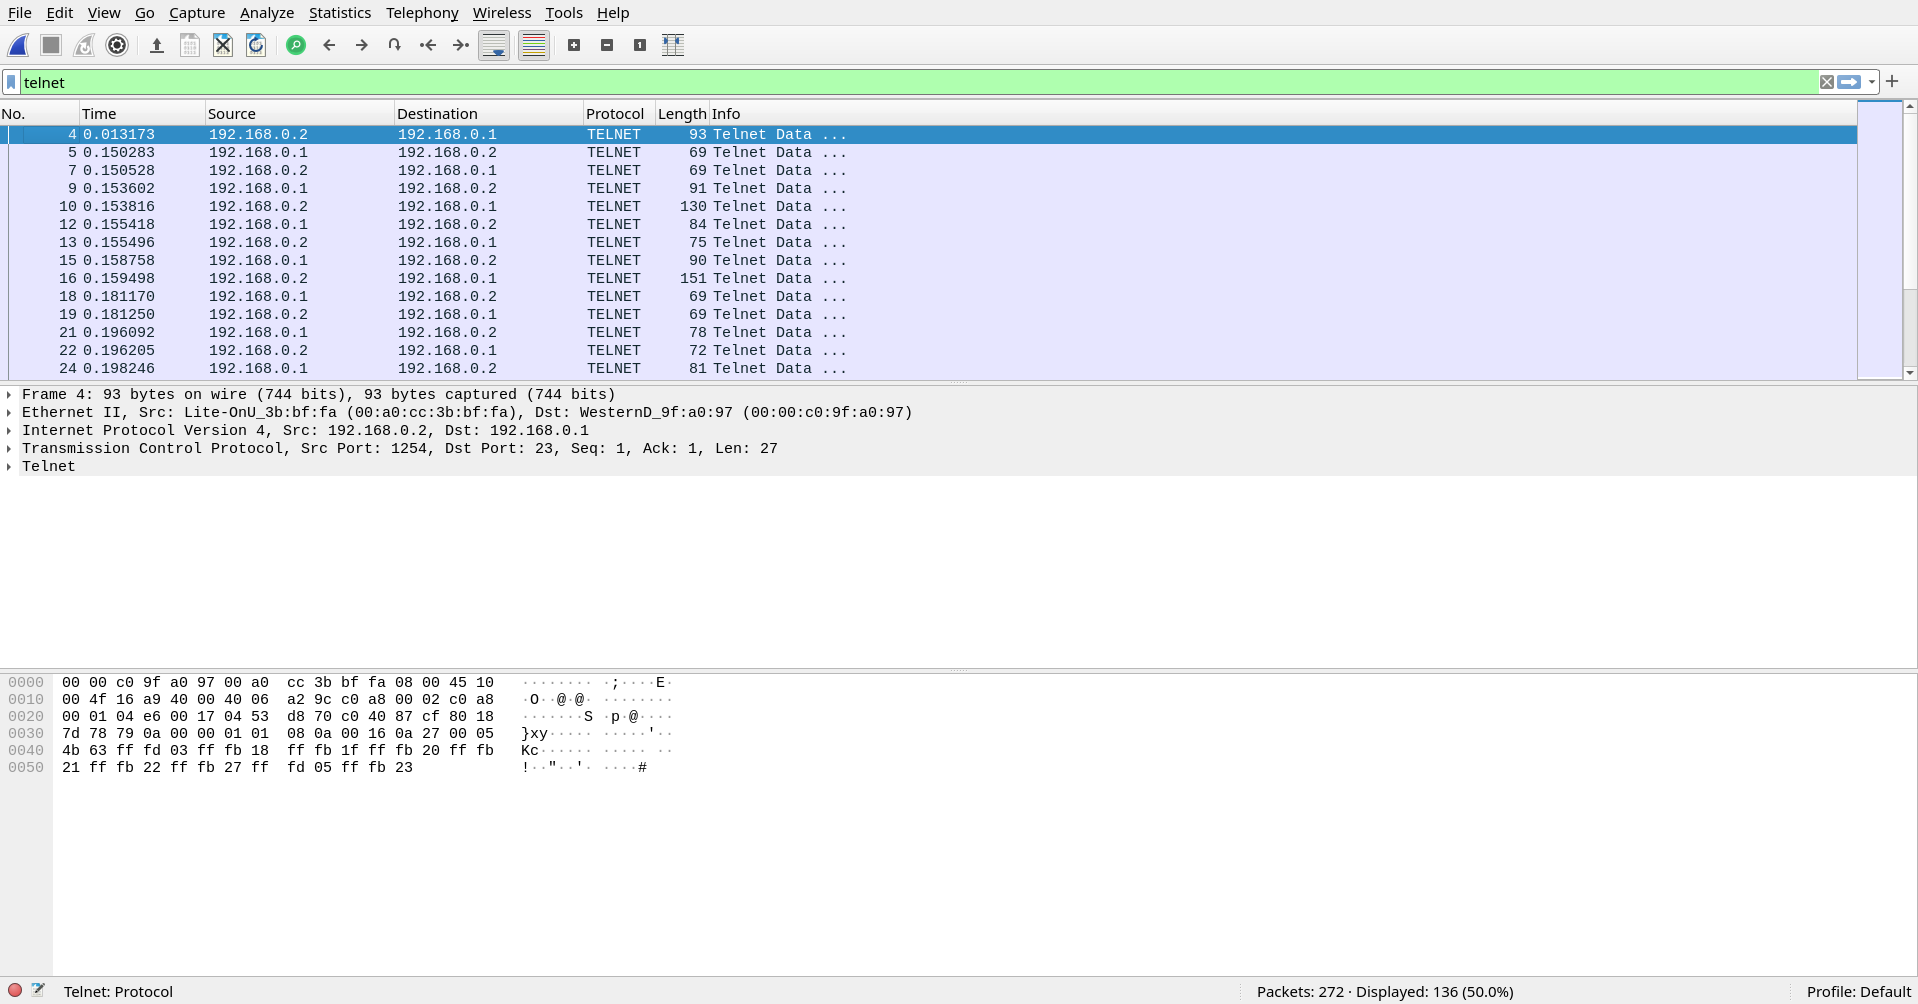 File Edit View Go Capture Analyze Statistics Telephony Wireless Tools Help
telnet
No. Time Source Destination Protocol Length Info
4 0.013173 192.168.0.2 192.168.0.1 TELNET 93 Telnet Data ...
5 0.150283 192.168.0.1 192.168.0.2 TELNET 69 Telnet Data ...
7 0.150528 192.168.0.2 192.168.0.1 TELNET 69 Telnet Data ...
9 0.153602 192.168.0.1 192.168.0.2 TELNET 91 Telnet Data ...
10 0.153816 192.168.0.2 192.168.0.1 TELNET 130 Telnet Data ...
12 0.155418 192.168.0.1 192.168.0.2 TELNET 84 Telnet Data ...
13 0.155496 192.168.0.2 192.168.0.1 TELNET 75 Telnet Data ...
15 0.158758 192.168.0.1 192.168.0.2 TELNET 90 Telnet Data ...
16 0.159498 192.168.0.2 192.168.0.1 TELNET 151 Telnet Data ...
18 0.181170 192.168.0.1 192.168.0.2 TELNET 69 Telnet Data ...
19 0.181250 192.168.0.2 192.168.0.1 TELNET 69 Telnet Data ...
21 0.196092 192.168.0.1 192.168.0.2 TELNET 78 Telnet Data ...
22 0.196205 192.168.0.2 192.168.0.1 TELNET 72 Telnet Data ...
24 0.198246 192.168.0.1 192.168.0.2 TELNET 81 Telnet Data ...
Frame 4: 93 bytes on wire (744 bits), 93 bytes captured (744 bits)
Ethernet II, Src: Lite-OnU_3b:bf:fa (00:a0:cc:3b:bf:fa), Dst: WesternD_9f:a0:97 (00:00:c0:9f:a0:97)
Internet Protocol Version 4, Src: 192.168.0.2, Dst: 192.168.0.1
Transmission Control Protocol, Src Port: 1254, Dst Port: 23, Seq: 1, Ack: 1, Len: 27
Telnet
0000 00 00 c0 9f a0 97 00 a0 cc 3b bf fa 08 00 45 10 ········ ·;····E·
0010 00 4f 16 a9 40 00 40 06 a2 9c c0 a8 00 02 c0 a8 ·O··@·@· ········
0020 00 01 04 e6 00 17 04 53 d8 70 c0 40 87 cf 80 18 ·······S ·p·@····
0030 7d 78 79 0a 00 00 01 01 08 0a 00 16 0a 27 00 05 }xy····· ·····'··
0040 4b 63 ff fd 03 ff fb 18 ff fb 1f ff fb 20 ff fb Kc······ ····· ··
0050 21 ff fb 22 ff fb 27 ff fd 05 ff fb 23 !··"··'· ····#
Telnet: Protocol Packets: 272 · Displayed: 136 (50.0%) Profile: Default